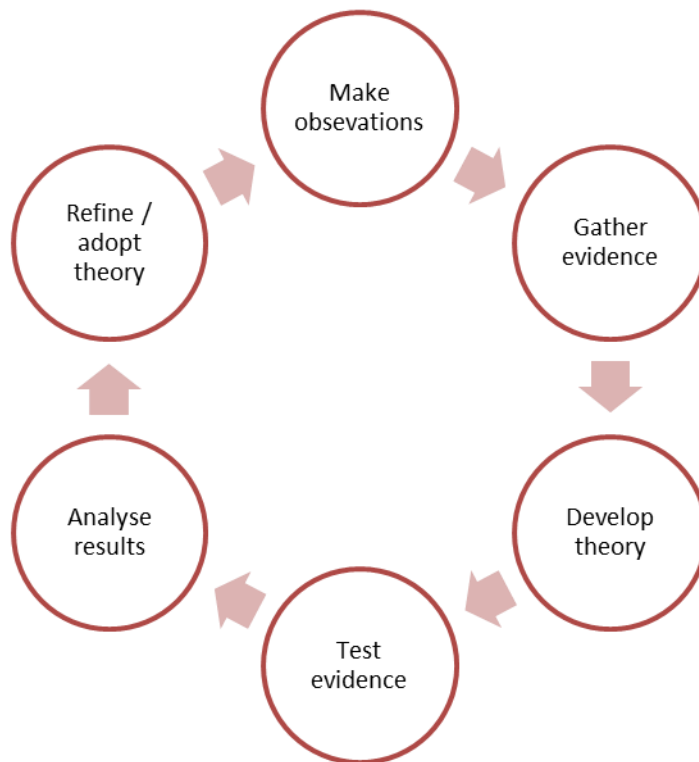 Make
obsevations
Gather
evidence
Develop
theory
Test
evidence
Analyse
results
Refine /
adopt
theory